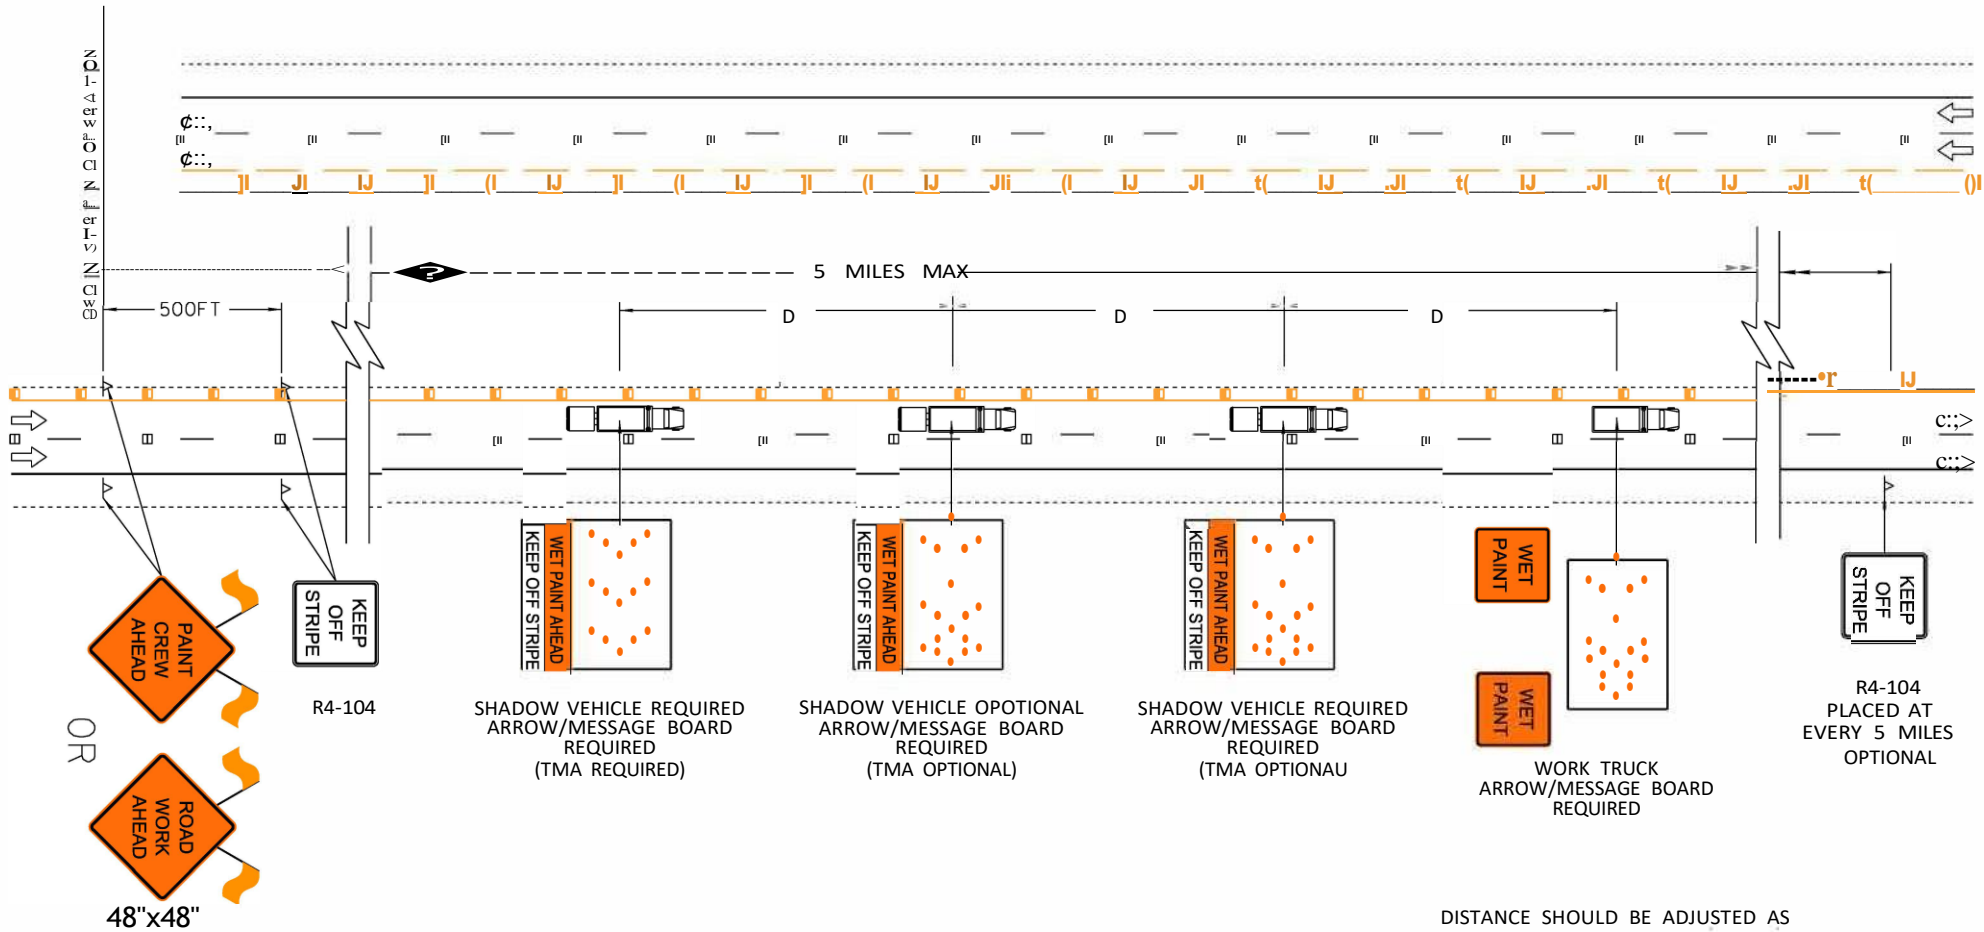 5 MILES MAX
500FT
D
D
D
PAINT
CREW
AHEAD
OR
ROAD
WORK
AHEAD
48"x48"
KEEP
OFF
STRIPE
R4-104
WET PAINT AHEAD
KEEP OFF STRIPE
SHADOW VEHICLE REQUIRED
ARROW/MESSAGE BOARD
REQUIRED
(TMA REQUIRED)
WET PAINT AHEAD
KEEP OFF STRIPE
SHADOW VEHICLE OPOTIONAL
ARROW/MESSAGE BOARD
REQUIRED
(TMA OPTIONAL)
WET PAINT AHEAD
KEEP OFF STRIPE
SHADOW VEHICLE REQUIRED
ARROW/MESSAGE BOARD
REQUIRED
(TMA OPTIONAU
WET
PAINT
WET
PAINT
WORK TRUCK
ARROW/MESSAGE BOARD
REQUIRED
KEEP
OFF
STRIPE
R4-104
PLACED AT
EVERY 5 MILES
OPTIONAL
DISTANCE SHOULD BE ADJUSTED AS